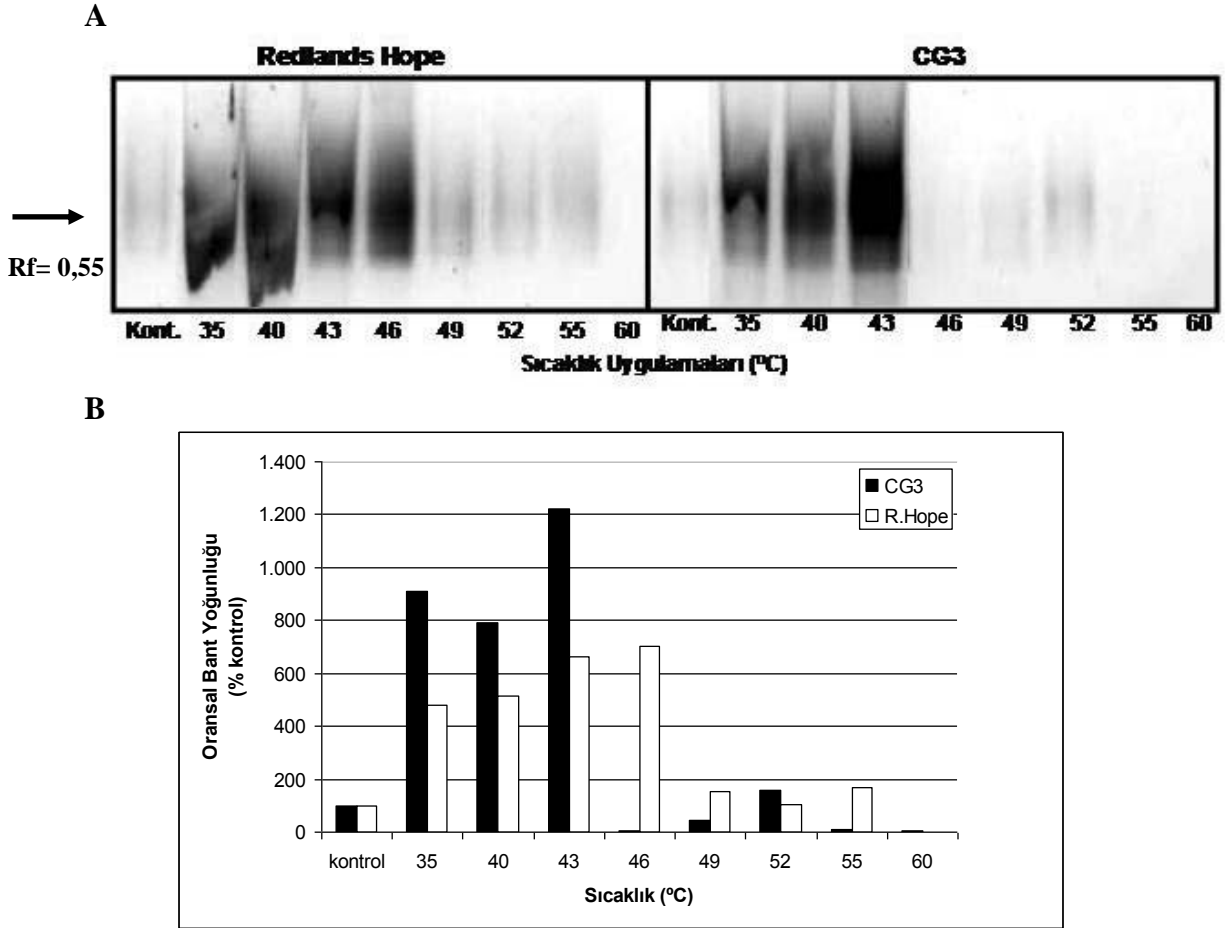 A
Redlands Hope CG3
Rf= 0,55
Kont. 35 40 43 46 49 52 55 60 Kont. 35 40 43 46 49 52 55 60
Sıcaklık Uygulamaları (ºC)
B
1.400
1.200
1.000
800
600
400
200
0
Oransal Bant Yoğunluğu
(% kontrol)
CG3
R.Hope
kontrol 35 40 43 46 49 52 55 60
Sıcaklık (ºC)